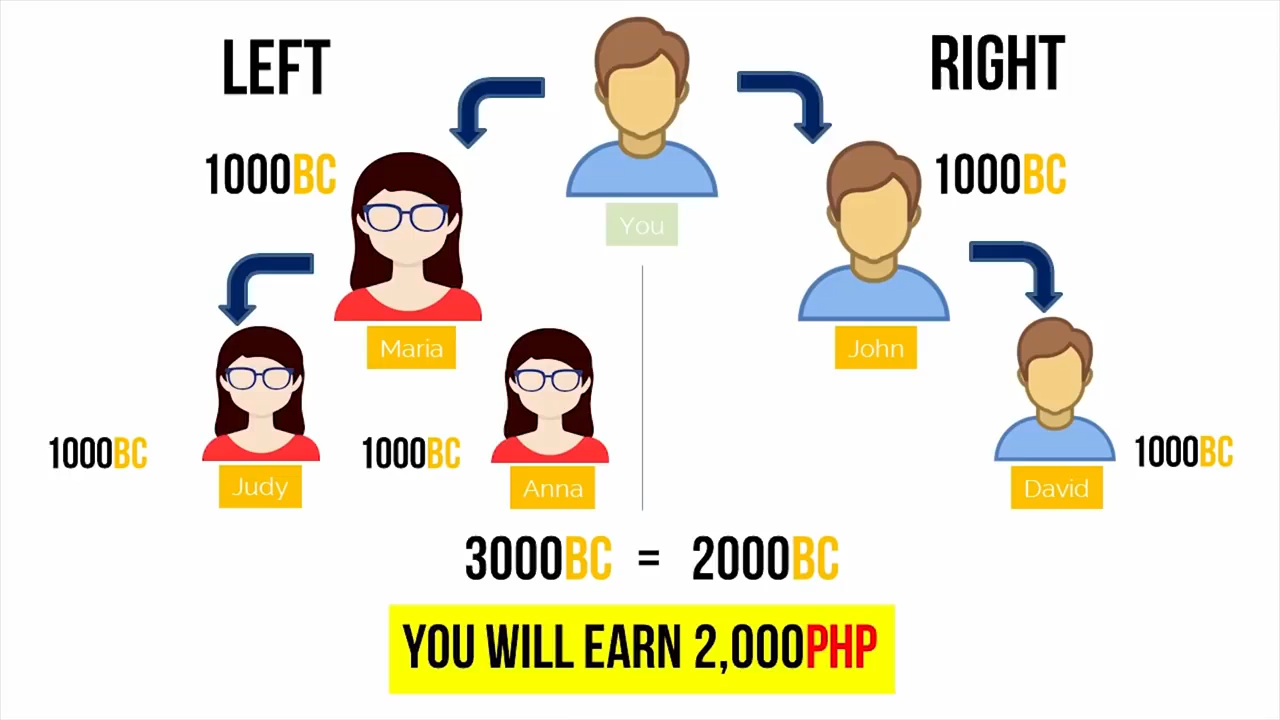 LEFT
RIGHT
1000BC
1000BC
You
Maria
John
1000BC
1000BC
1000BC
Judy
Anna
David
3000BC = 2000BC
YOU WILL EARN 2,000PHP